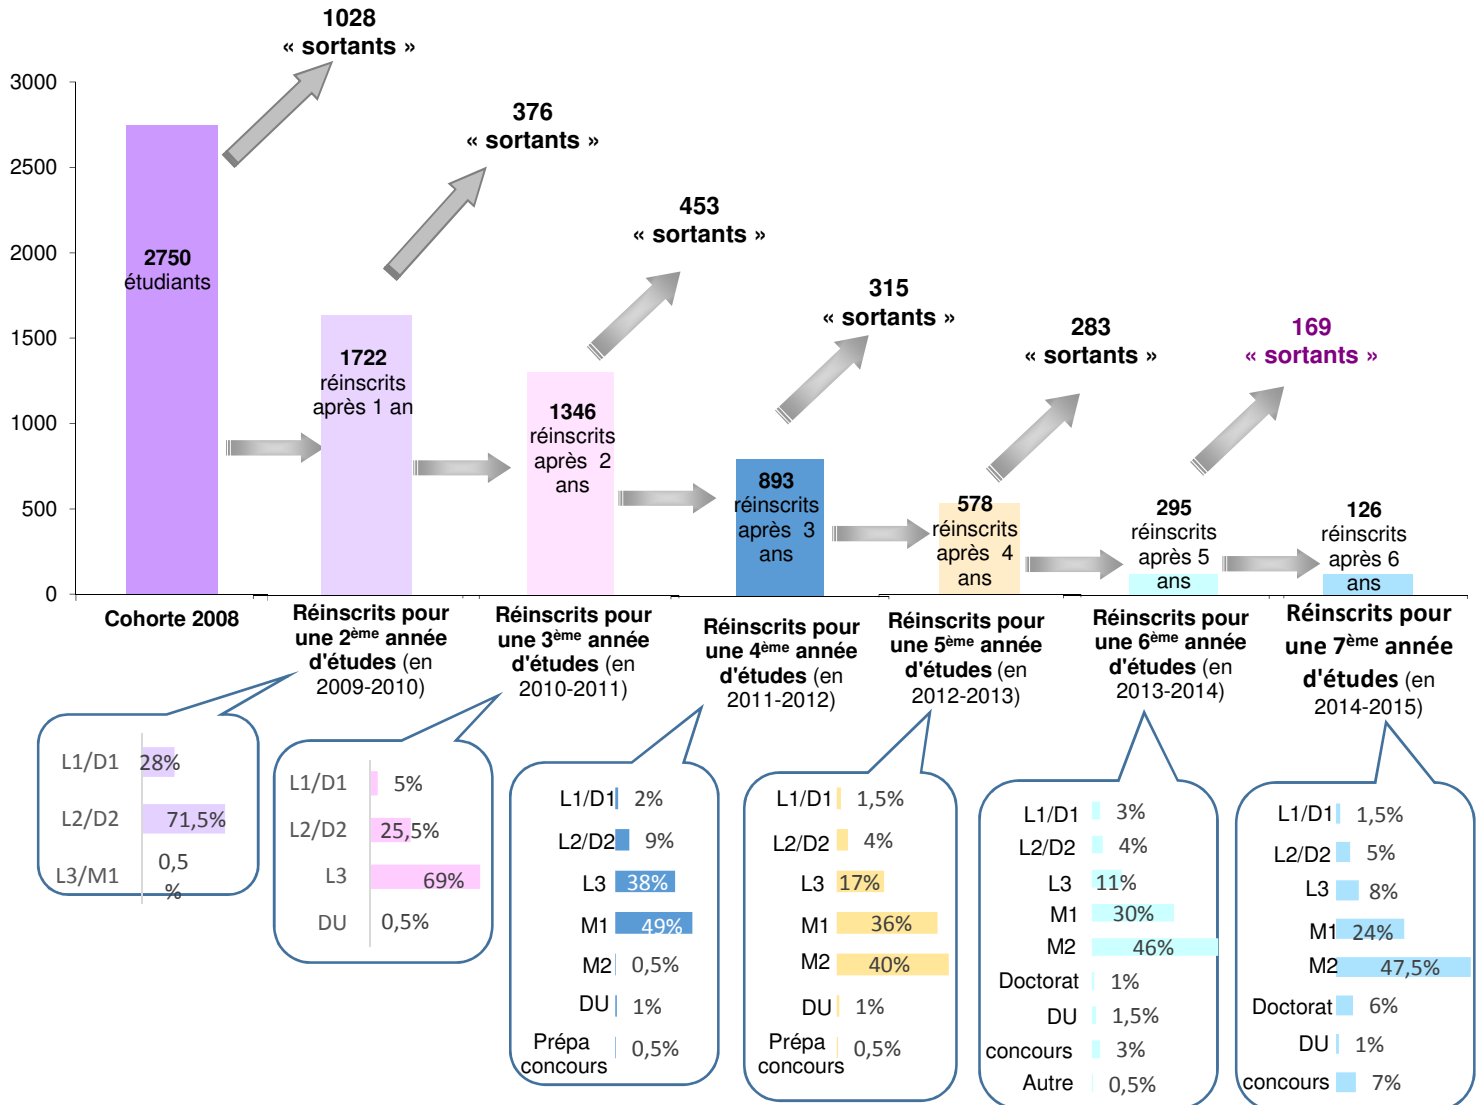 1028
« sortants »
376
« sortants »
453
« sortants »
315
« sortants »
283
« sortants »
169
« sortants »
3000
2500
2000
1500
1000
500
0
2750
étudiants
1722
réinscrits
après 1 an
1346
réinscrits
après 2
ans
893
réinscrits
après 3
ans
578
réinscrits
après 4
ans
295
réinscrits
après 5
ans
126
réinscrits
après 6
ans
Cohorte 2008
Réinscrits pour
une 2ème année
d'études (en
2009-2010)
Réinscrits pour
une 3ème année
d'études (en
2010-2011)
Réinscrits pour
une 4ème année
d'études (en
2011-2012)
Réinscrits pour
une 5ème année
d'études (en
2012-2013)
Réinscrits pour
une 6ème année
d'études (en
2013-2014)
Réinscrits pour
une 7ème année
d'études (en
2014-2015)
L1/D1 28%
L2/D2 71,5%
L3/M1 0,5
%
L1/D1 5%
L2/D2 25,5%
L3 69%
DU 0,5%
L1/D1 2%
L2/D2 9%
L3 38%
M1 49%
M2 0,5%
DU 1%
Prépa
concours 0,5%
L1/D1 1,5%
L2/D2 4%
L3 17%
M1 36%
M2 40%
DU 1%
Prépa
concours 0,5%
L1/D1 3%
L2/D2 4%
L3 11%
M1 30%
M2 46%
Doctorat 1%
DU 1,5%
concours 3%
Autre 0,5%
L1/D1 1,5%
L2/D2 5%
L3 8%
M1 24%
M2 47,5%
Doctorat 6%
DU 1%
concours 7%